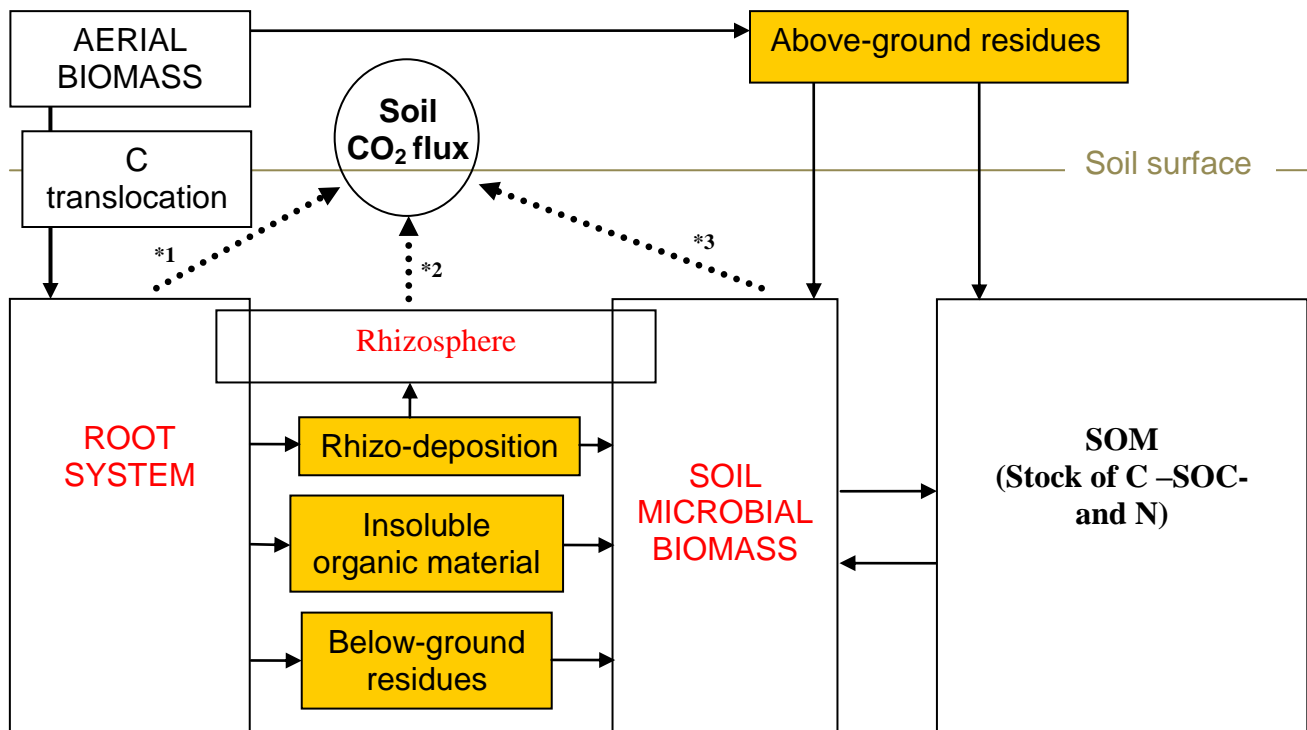 AERIAL
BIOMASS
Above-ground residues
Soil
CO₂ flux
C
translocation
Soil surface
*1
*2
*3
Rhizosphere
ROOT
SYSTEM
Rhizo-deposition
Insoluble
organic material
Below-ground
residues
SOIL
MICROBIAL
BIOMASS
SOM
(Stock of C –SOC-
and N)